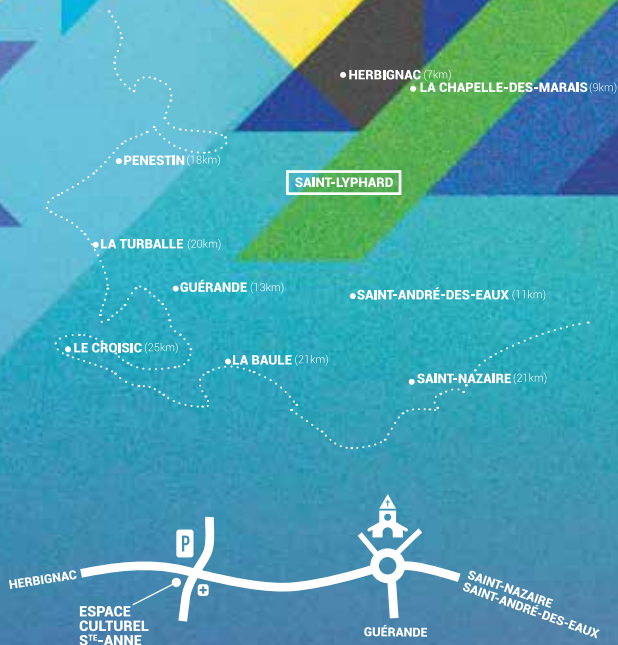 HERBIGNAC (7km)
LA CHAPELLE-DES-MARAIS (9km)
PENESTIN (18km)
SAINT-LYPHARD
LA TURBALLE (20km)
GUÉRANDE (13km)
SAINT-ANDRÉ-DES-EAUX (11km)
LE CROISIC (25km)
LA BAULE (21km)
SAINT-NAZAIRE (21km)
P
HERBIGNAC
SAINT-NAZAIRE
SAINT-ANDRÉ-DES-EAUX
ESPACE
CULTUREL
STE-ANNE
GUÉRANDE